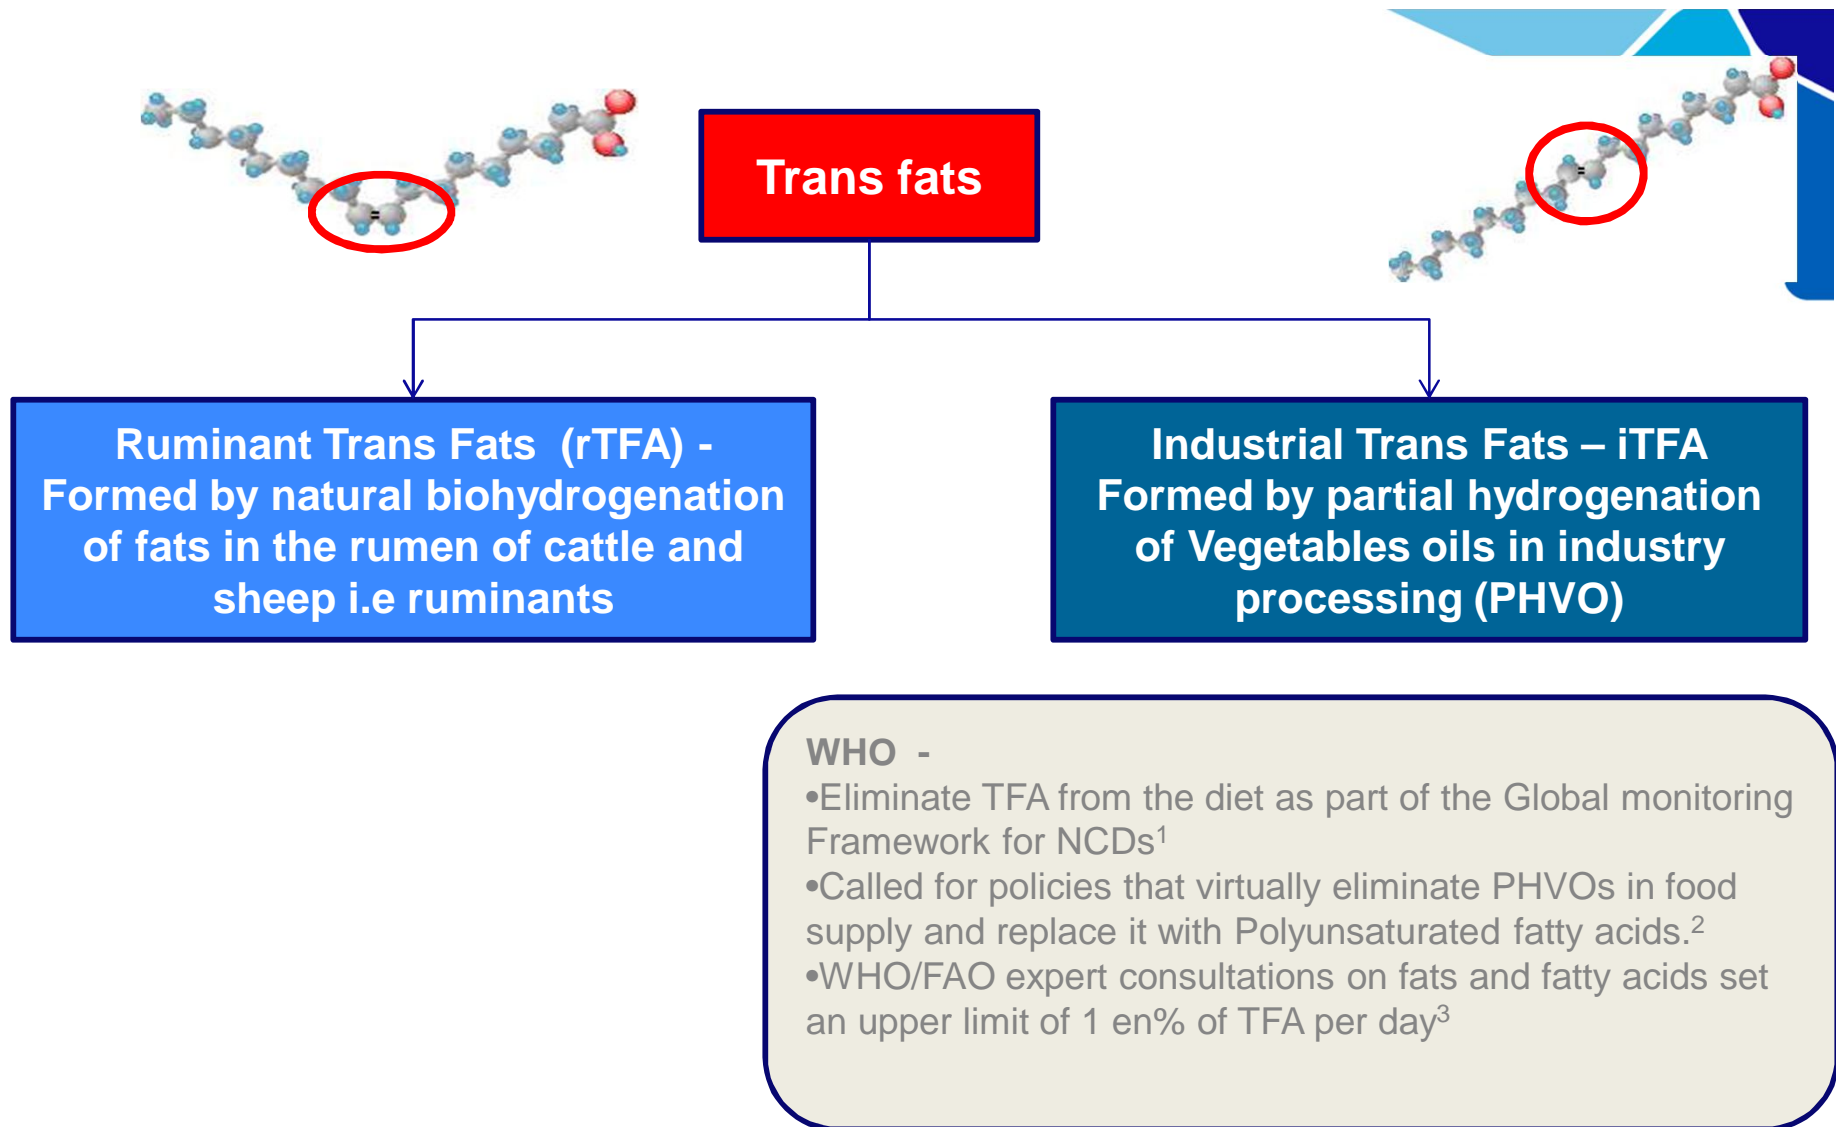 Trans fats
Ruminant Trans Fats (rTFA) -
Formed by natural biohydrogenation
of fats in the rumen of cattle and
sheep i.e ruminants
Industrial Trans Fats – iTFA
Formed by partial hydrogenation
of Vegetables oils in industry
processing (PHVO)
WHO -
•Eliminate TFA from the diet as part of the Global monitoring
Framework for NCDs¹
•Called for policies that virtually eliminate PHVOs in food
supply and replace it with Polyunsaturated fatty acids.²
•WHO/FAO expert consultations on fats and fatty acids set
an upper limit of 1 en% of TFA per day³